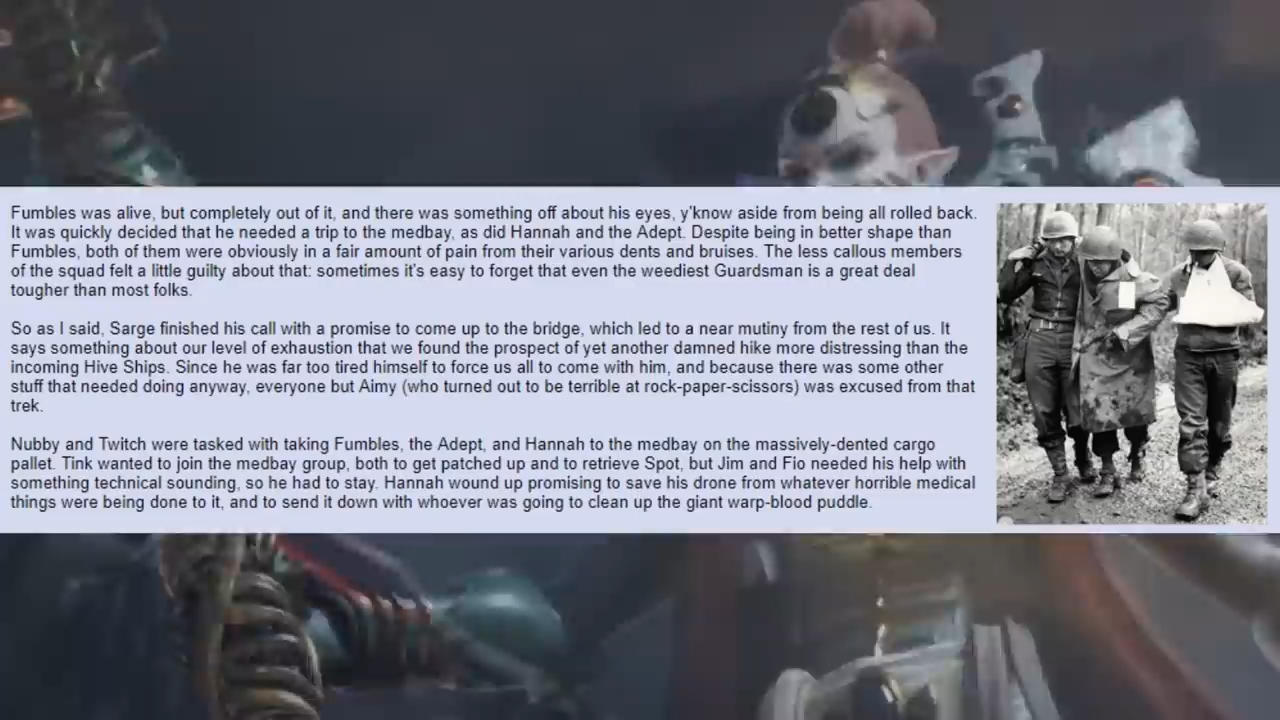 Fumbles was alive, but completely out of it, and there was something off about his eyes, y'know aside from being all rolled back.
It was quickly decided that he needed a trip to the medbay, as did Hannah and the Adept. Despite being in better shape than
Fumbles, both of them were obviously in a fair amount of pain from their various dents and bruises. The less callous members
of the squad felt a little guilty about that: sometimes it's easy to forget that even the weediest Guardsman is a great deal
tougher than most folks.
So as I said, Sarge finished his call with a promise to come up to the bridge, which led to a near mutiny from the rest of us. It
says something about our level of exhaustion that we found the prospect of yet another damned hike more distressing than the
incoming Hive Ships. Since he was far too tired himself to force us all to come with him, and because there was some other
stuff that needed doing anyway, everyone but Aimy (who turned out to be terrible at rock-paper-scissors) was excused from that
trek.
Nubby and Twitch were tasked with taking Fumbles, the Adept, and Hannah to the medbay on the massively-dented cargo
pallet. Tink wanted to join the medbay group, both to get patched up and to retrieve Spot, but Jim and Fio needed his help with
something technical sounding, so he had to stay. Hannah wound up promising to save his drone from whatever horrible medical
things were being done to it, and to send it down with whoever was going to clean up the giant warp-blood puddle.